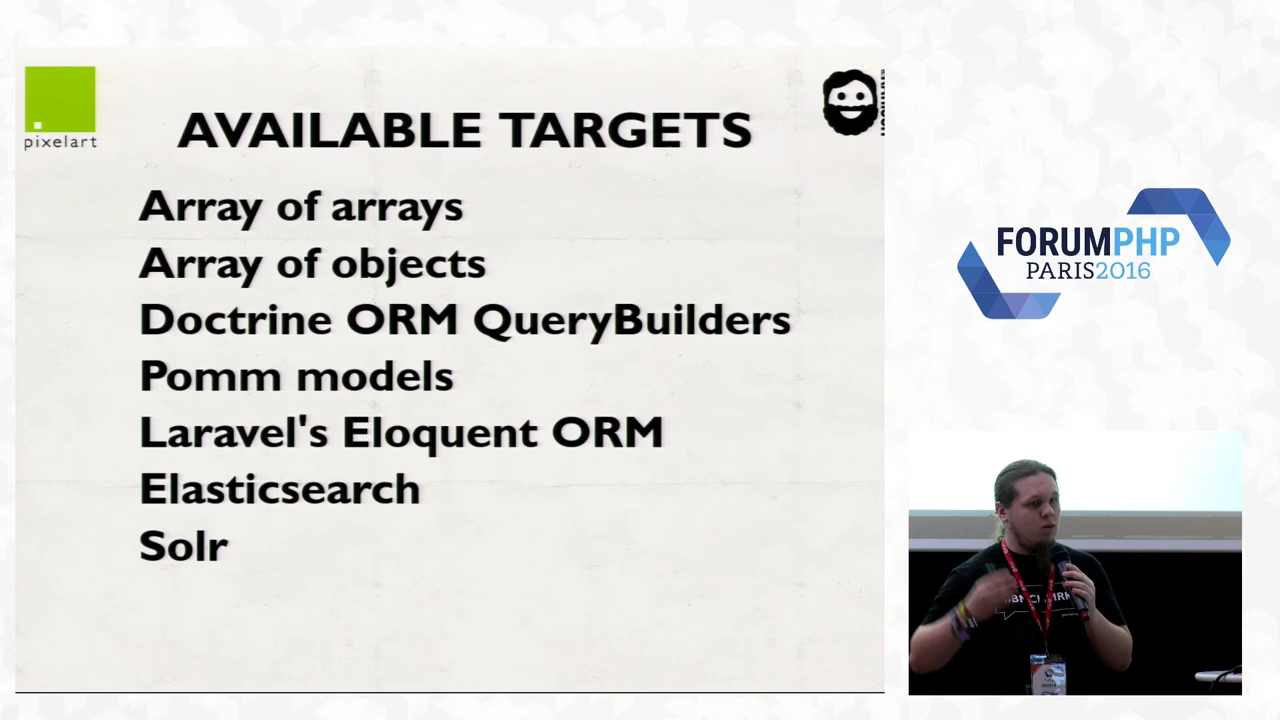 pixelart
AVAILABLE TARGETS
Array of arrays
Array of objects
Doctrine ORM QueryBuilders
Pomm models
Laravel's Eloquent ORM
Elasticsearch
Solr
FORUMPHP
PARIS2016